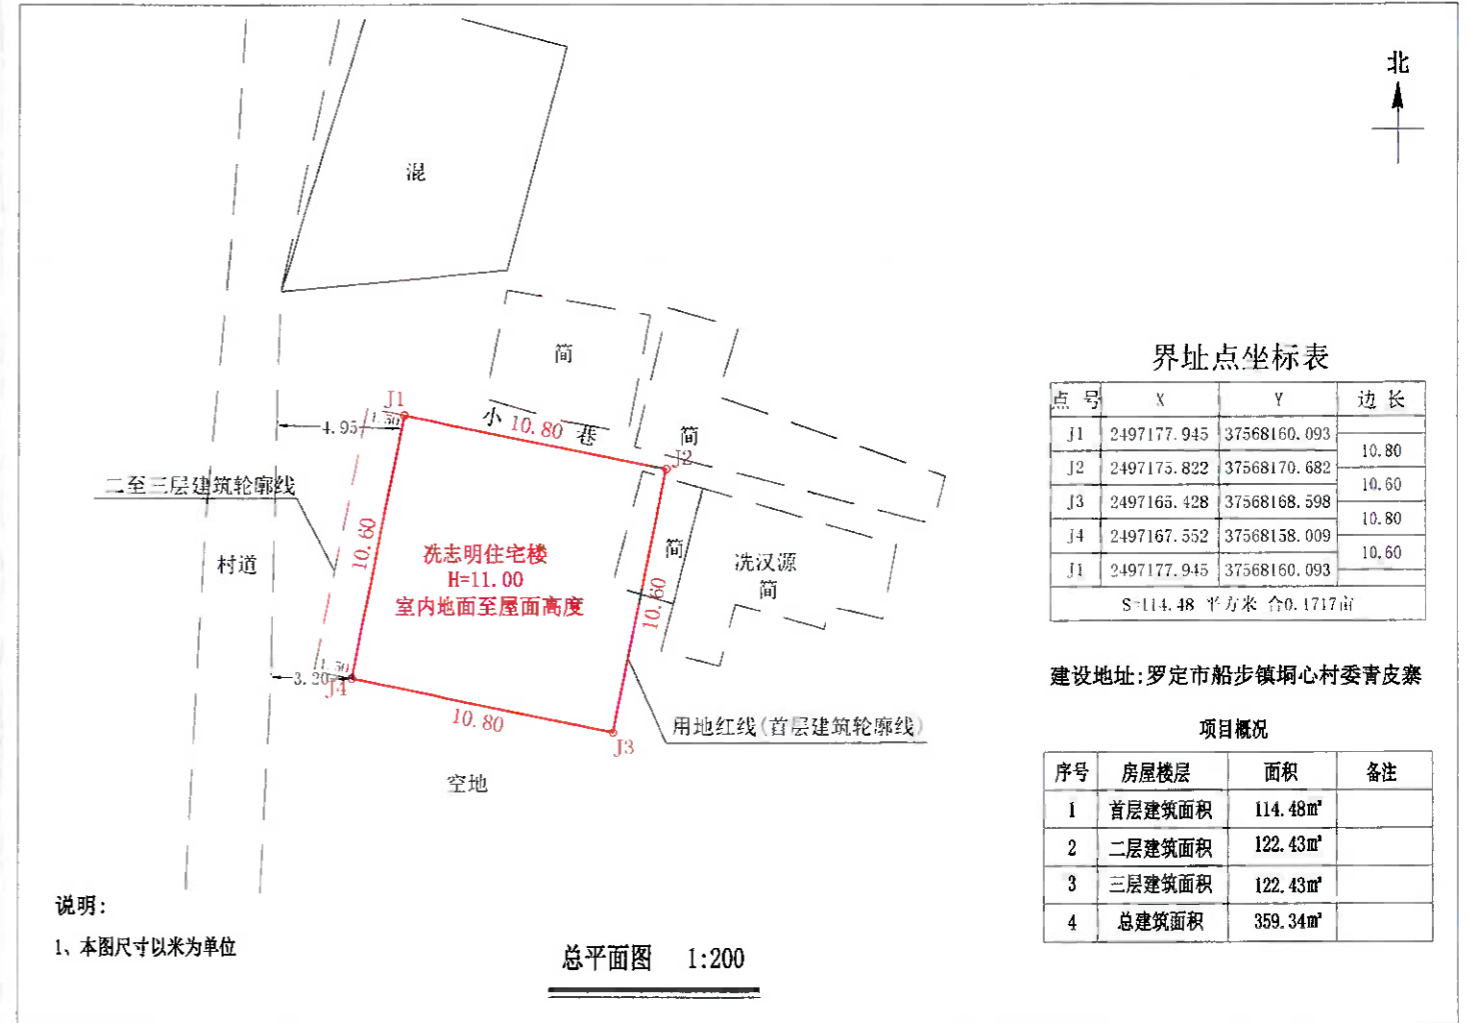 北
混
简
J1
1.50
4.95
小
10.80
巷
简
J2
二至三层建筑轮廓线
10.60
村道
冼志明住宅楼
H=11.00
室内地面至屋面高度
简
冼汉源
简
10.60
1.50
3.20
J4
10.80
用地红线(首层建筑轮廓线)
J3
空地
说明:
1、本图尺寸以米为单位
总平面图 1:200
界址点坐标表
点 号 X Y 边 长
J1 2497177.945 37568160.093
10.80
J2 2497175.822 37568170.682
10.60
J3 2497165.428 37568168.598
10.80
J4 2497167.552 37568158.009
10.60
J1 2497177.945 37568160.093
S=114.48 平方米 合0.1717亩
建设地址:罗定市船步镇垌心村委青皮寨
项目概况
序号 房屋楼层 面积 备注
1 首层建筑面积 114.48m²
2 二层建筑面积 122.43m²
3 三层建筑面积 122.43m²
4 总建筑面积 359.34m²